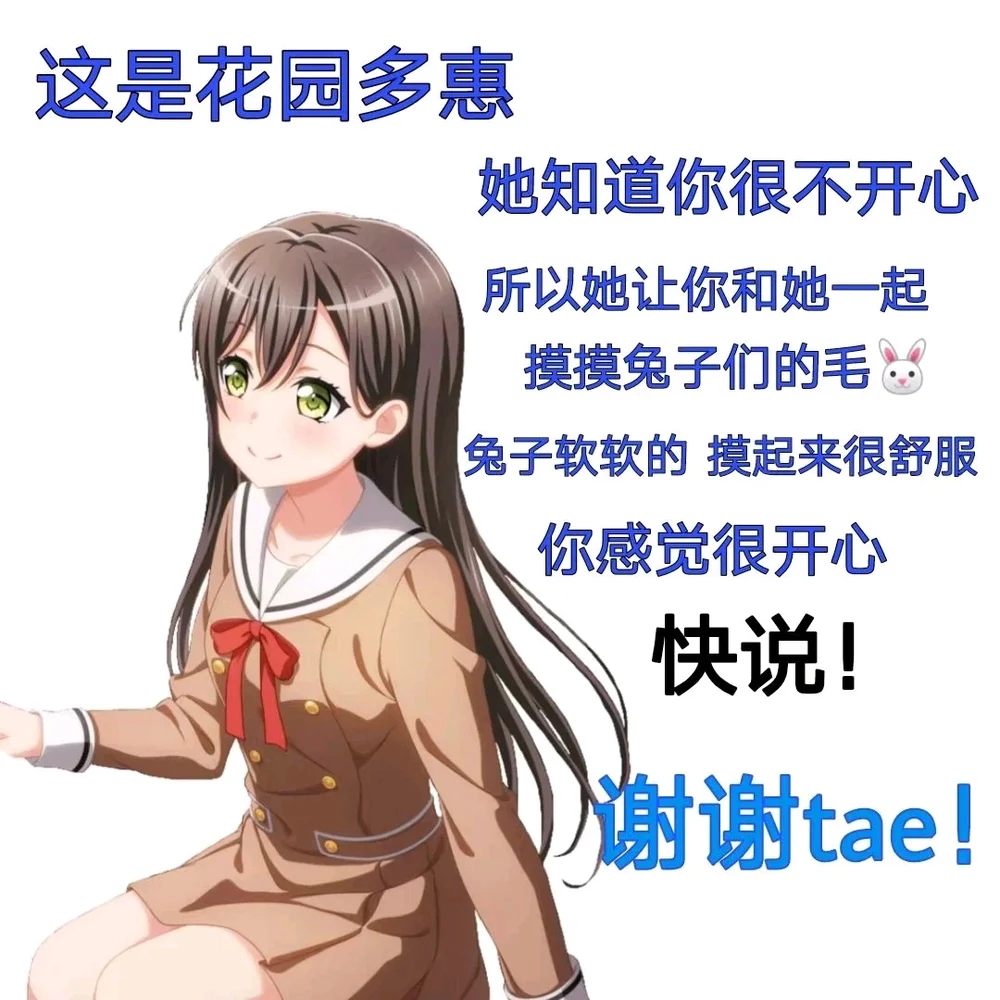 这是花园多惠
她知道你很不开心
所以她让你和她一起
摸摸兔子们的毛🐰
兔子软软的 摸起来很舒服
你感觉很开心
快说！
谢谢tae！